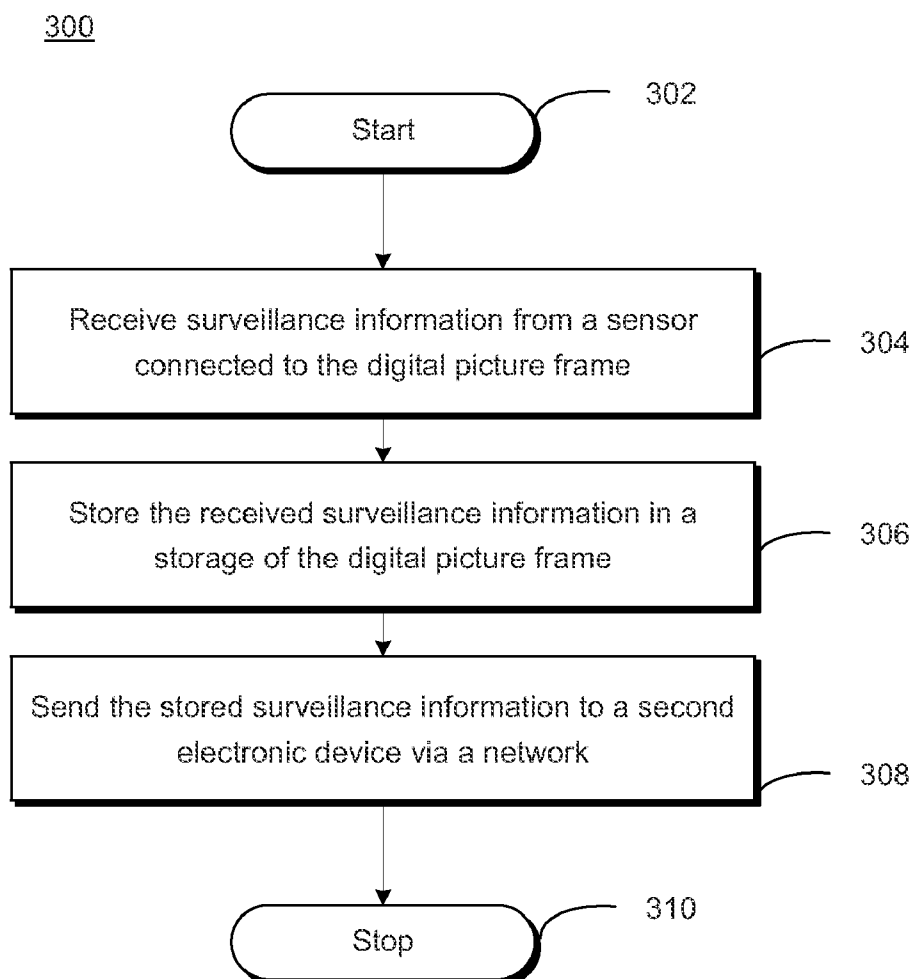 300
Start
302
Receive surveillance information from a sensor
connected to the digital picture frame
304
Store the received surveillance information in a
storage of the digital picture frame
306
Send the stored surveillance information to a second
electronic device via a network
308
Stop
310